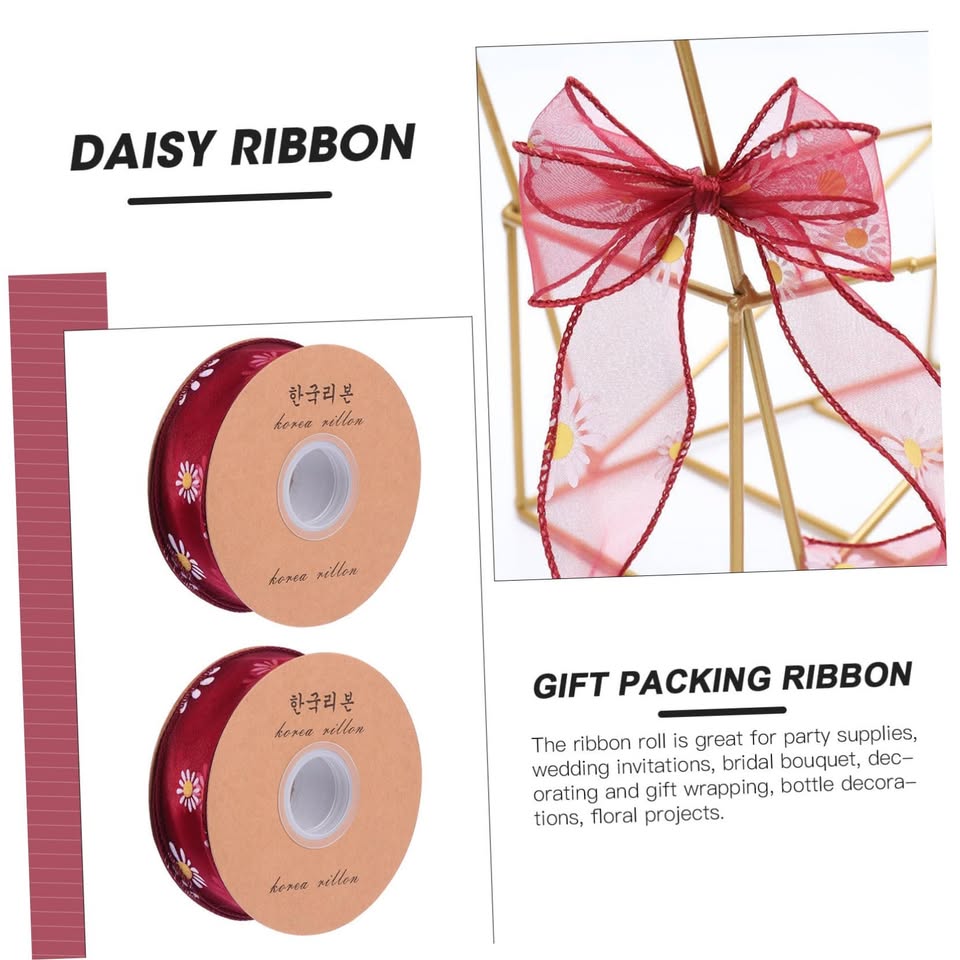 DAISY RIBBON
한국리본
korea rillon
korea rillon
한국리본
korea rillon
korea rillon
GIFT PACKING RIBBON
The ribbon roll is great for party supplies,
wedding invitations, bridal bouquet, dec-
orating and gift wrapping, bottle decora-
tions, floral projects.